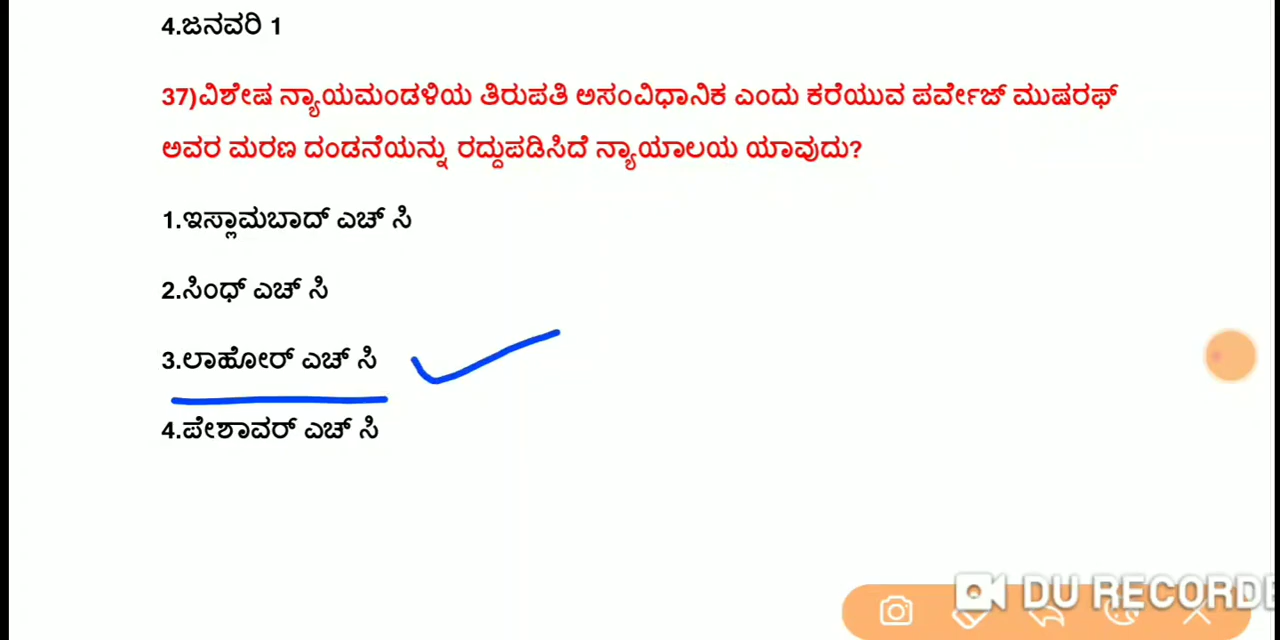 4.ಜನವರಿ 1
37)ವಿಶೇಷ ನ್ಯಾಯಮಂಡಳಿಯ ತಿರುಪತಿ ಅಸಂವಿಧಾನಿಕ ಎಂದು ಕರೆಯುವ ಪರ್ವೇಜ್ ಮುಷರಫ್
ಅವರ ಮರಣ ದಂಡನೆಯನ್ನು ರದ್ದುಪಡಿಸಿದೆ ನ್ಯಾಯಾಲಯ ಯಾವುದು?
1.ಇಸ್ಲಾಮಬಾದ್ ಎಚ್ ಸಿ
2.ಸಿಂಧ್ ಎಚ್ ಸಿ
3.ಲಾಹೋರ್ ಎಚ್ ಸಿ
4.ಪೇಶಾವರ್ ಎಚ್ ಸಿ
DU RECORDE